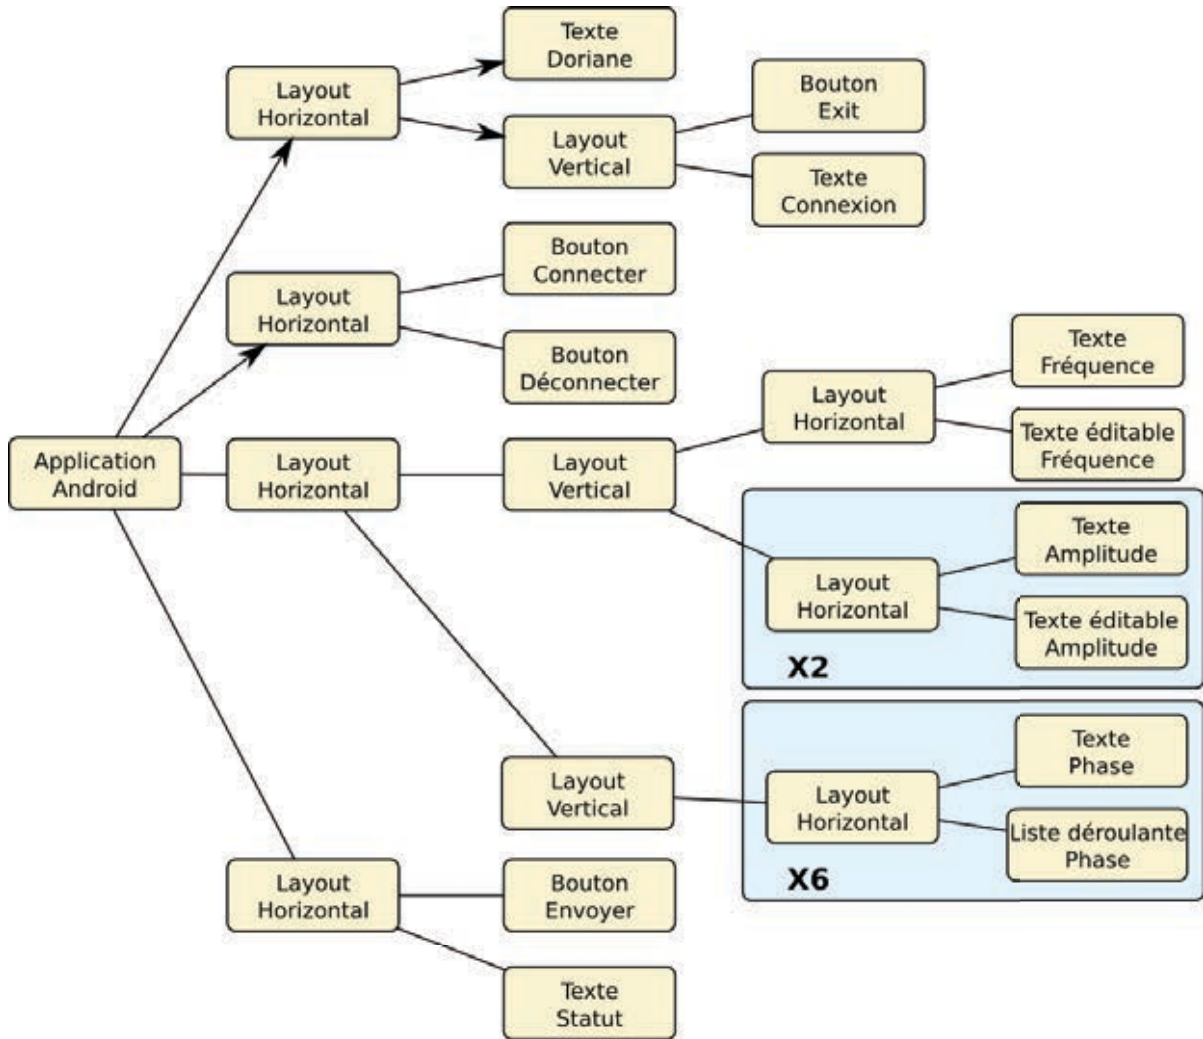 Texte
Doriane
Layout
Horizontal
Bouton
Exit
Layout
Vertical
Texte
Connexion
Bouton
Connecter
Layout
Horizontal
Bouton
Déconnecter
Texte
Fréquence
Layout
Horizontal
Texte éditable
Fréquence
Application
Android
Layout
Horizontal
Layout
Vertical
Texte
Amplitude
Layout
Horizontal
Texte éditable
Amplitude
X2
Texte
Phase
Layout
Vertical
Layout
Horizontal
Liste déroulante
Phase
X6
Layout
Horizontal
Bouton
Envoyer
Texte
Statut